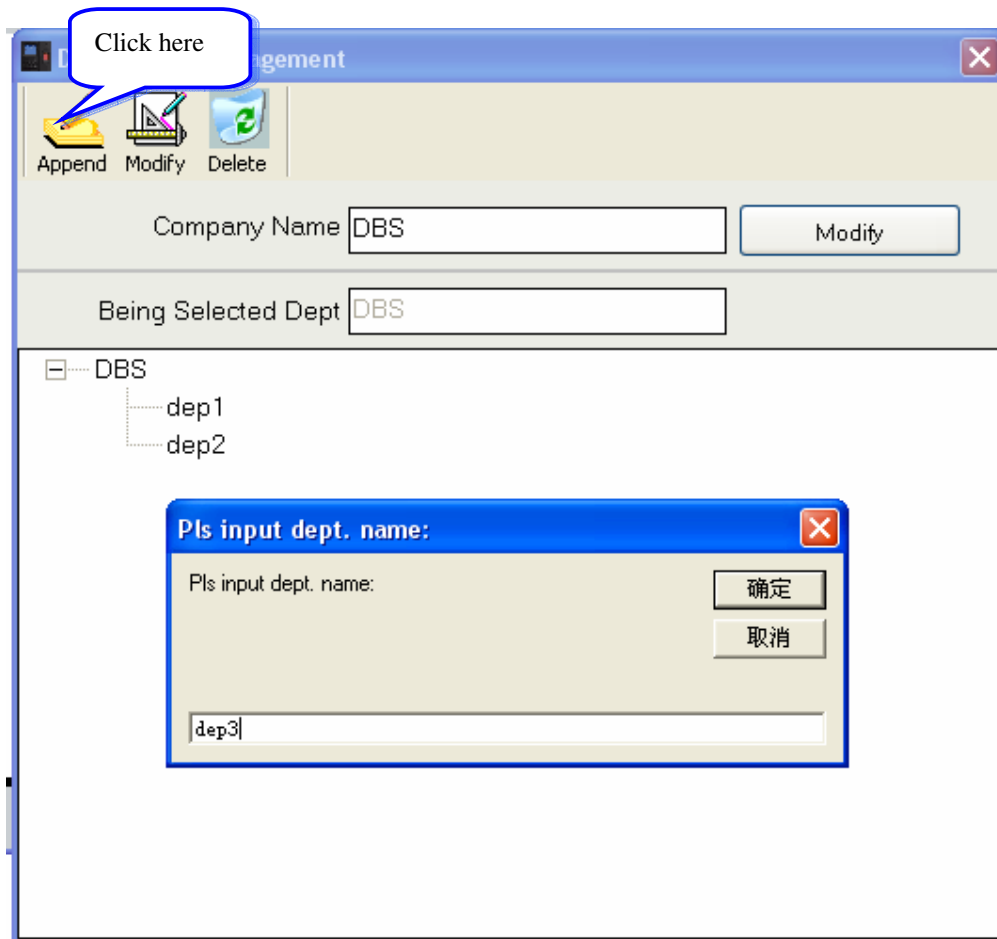 Click here
agement
Append Modify Delete
Company Name DBS Modify
Being Selected Dept DBS
DBS
dep1
dep2
Pls input dept. name:
Pls input dept. name:
确定
取消
dep3